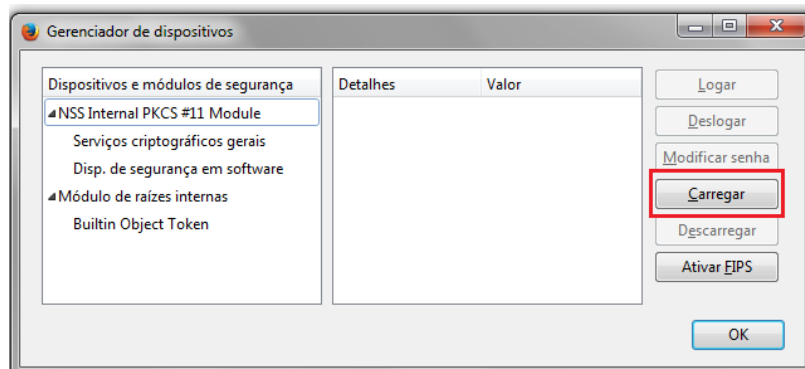 Gerenciador de dispositivos
Dispositivos e módulos de segurança
NSS Internal PKCS #11 Module
Serviços criptográficos gerais
Disp. de segurança em software
Módulo de raízes internas
Builtin Object Token
Detalhes Valor
Logar
Deslogar
Modificar senha
Carregar
Descarregar
Ativar FIPS
OK